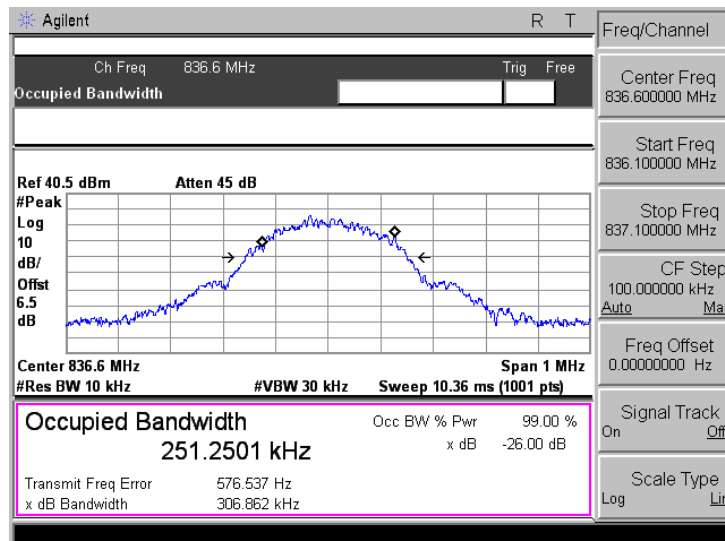 Agilent R T
Ch Freq 836.6 MHz Trig Free
Occupied Bandwidth
Ref 40.5 dBm Atten 45 dB
#Peak
Log
10
dB/
Offst
6.5
dB
Center 836.6 MHz Span 1 MHz
#Res BW 10 kHz #VBW 30 kHz Sweep 10.36 ms (1001 pts)
Occupied Bandwidth Occ BW % Pwr 99.00 %
251.2501 kHz x dB -26.00 dB
Transmit Freq Error 576.537 Hz
x dB Bandwidth 306.862 kHz
Freq/Channel
Center Freq
836.600000 MHz
Start Freq
836.100000 MHz
Stop Freq
837.100000 MHz
CF Step
100.000000 kHz
Auto Ma
Freq Offset
0.00000000 Hz
Signal Track
On Off
Scale Type
Log Lin